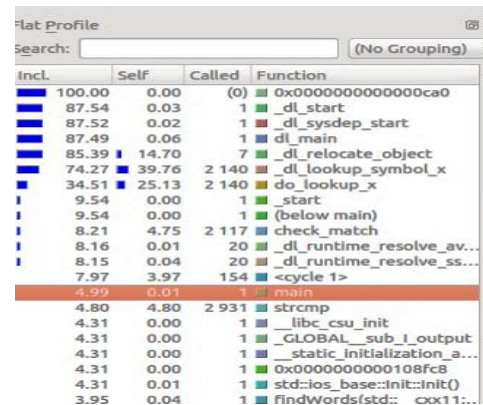 Flat Profile
Search: (No Grouping)
Incl. Self Called Function
100.00 0.00 (0) 0x0000000000000ca0
87.54 0.03 1 _dl_start
87.52 0.02 1 _dl_sysdep_start
87.49 0.06 1 dl_main
85.39 14.70 7 _dl_relocate_object
74.27 39.76 2 140 _dl_lookup_symbol_x
34.51 25.13 2 140 do_lookup_x
9.54 0.00 1 _start
9.54 0.00 1 (below main)
8.21 4.75 2 117 check_match
8.16 0.01 20 _dl_runtime_resolve_av...
8.15 0.04 20 _dl_runtime_resolve_ss...
7.97 3.97 154 <cycle 1>
4.99 0.01 1 main
4.80 4.80 2 931 strcmp
4.31 0.00 1 __libc_csu_init
4.31 0.00 1 _GLOBAL__sub_I_output
4.31 0.00 1 __static_initialization_a...
4.31 0.00 1 0x0000000000108fc8
4.31 0.01 1 std::ios_base::Init::Init()
3.95 0.04 1 findWords(std::__cxx11:...